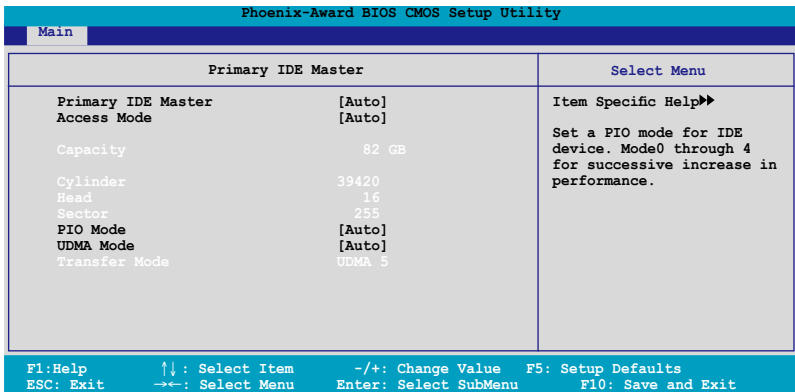 Phoenix-Award BIOS CMOS Setup Utility
Main
Primary IDE Master
Select Menu
Primary IDE Master [Auto]
Access Mode [Auto]
Capacity 82 GB
Cylinder 39420
Head 16
Sector 255
PIO Mode [Auto]
UDMA Mode [Auto]
Transfer Mode UDMA 5
Item Specific Help▶▶
Set a PIO mode for IDE
device. Mode0 through 4
for successive increase in
performance.
F1:Help ↑↓ : Select Item -/+: Change Value F5: Setup Defaults
ESC: Exit →←: Select Menu Enter: Select SubMenu F10: Save and Exit